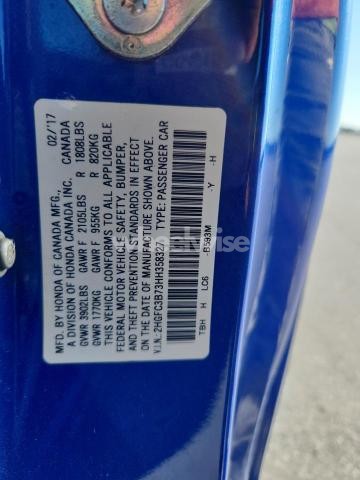 MFD. BY HONDA OF CANADA MFG., 02/'17
A DIVISION OF HONDA CANADA INC. CANADA
GVWR 3902LBS GAWR F 2105LBS R 1808LBS
GVWR 1770KG GAWR F 955KG R 820KG
THIS VEHICLE CONFORMS TO ALL APPLICABLE
FEDERAL MOTOR VEHICLE SAFETY, BUMPER,
AND THEFT PREVENTION STANDARDS IN EFFECT
ON THE DATE OF MANUFACTURE SHOWN ABOVE.
V.I.N.: 2HGFC3B73HH358327 TYPE: PASSENGER CAR
TBH H LC6 -B593M -Y -H